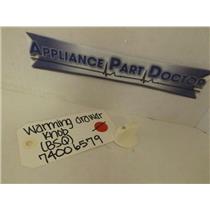 APPLIANCE PART DOCTOR
Warming drawer
Knob
(BSQ)
74006579